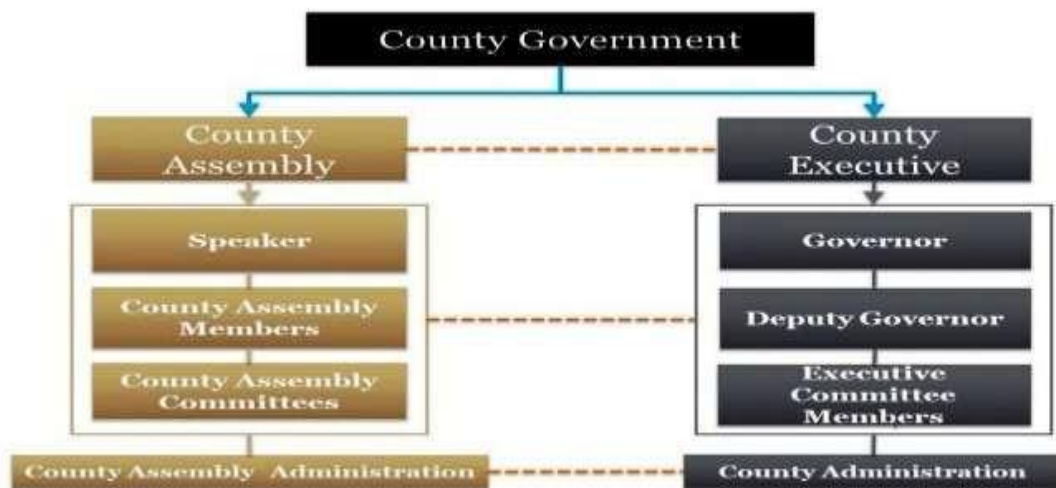 County Government
County
Assembly
County
Executive
Speaker
Governor
County Assembly
Members
Deputy Governor
County Assembly
Committees
Executive
Committee
Members
County Assembly Administration
County Administration